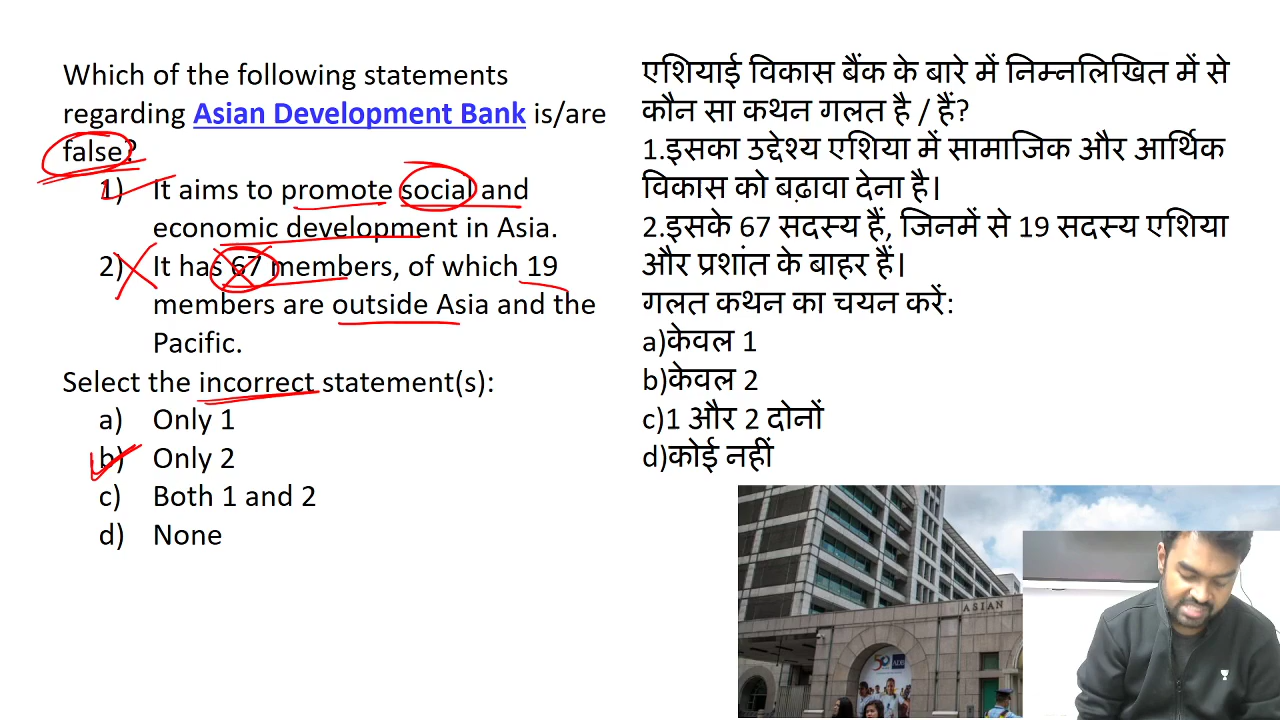 Which of the following statements
regarding Asian Development Bank is/are
false?
1) It aims to promote social and
economic development in Asia.
2) It has 67 members, of which 19
members are outside Asia and the
Pacific.
Select the incorrect statement(s):
a) Only 1
b) Only 2
c) Both 1 and 2
d) None
एशियाई विकास बैंक के बारे में निम्नलिखित में से
कौन सा कथन गलत है / हैं?
1.इसका उद्देश्य एशिया में सामाजिक और आर्थिक
विकास को बढ़ावा देना है।
2.इसके 67 सदस्य हैं, जिनमें से 19 सदस्य एशिया
और प्रशांत के बाहर हैं।
गलत कथन का चयन करें:
a)केवल 1
b)केवल 2
c)1 और 2 दोनों
d)कोई नहीं
ASIAN
50 ADB